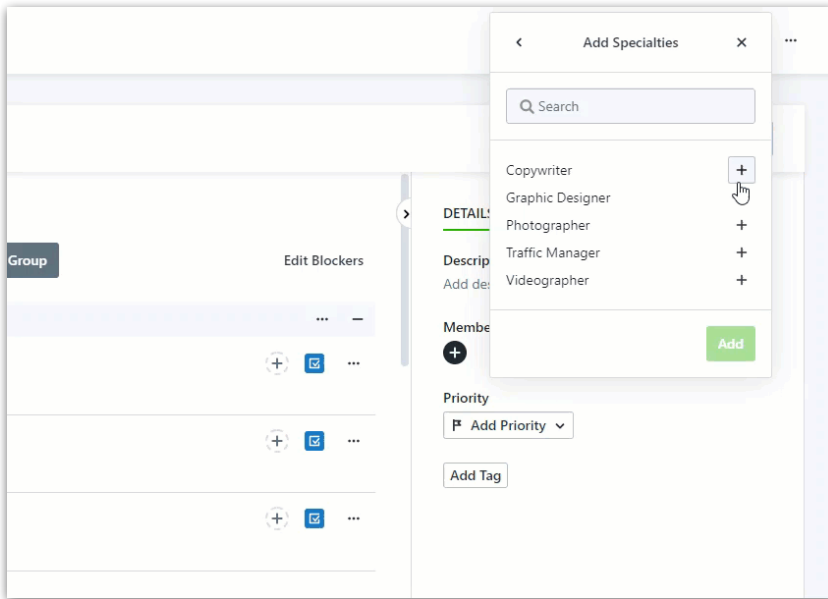 Add Specialties
Search
Copywriter
Graphic Designer
Photographer
Traffic Manager
Videographer
Add
Group
Edit Blockers
DETAILS
Descrip
Add des
Membe
Priority
Add Priority
Add Tag